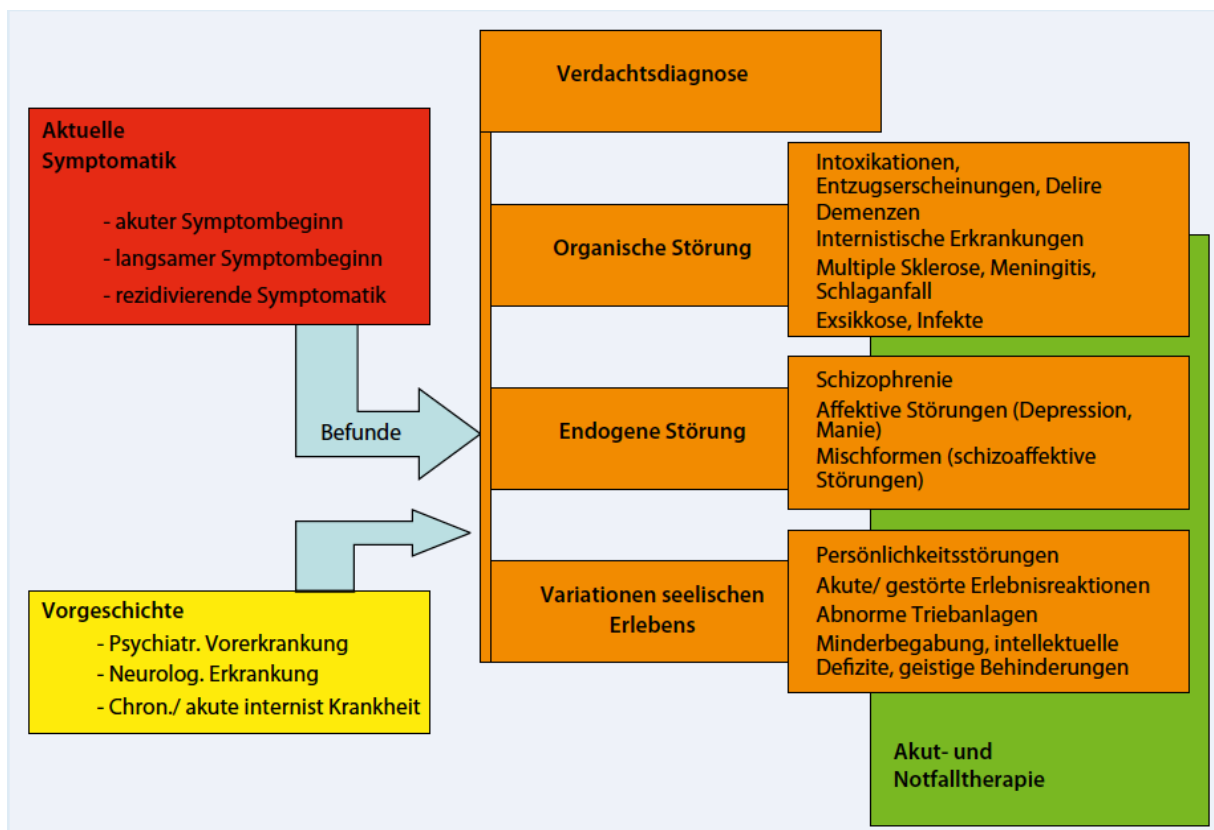 Verdachtsdiagnose
Aktuelle
Symptomatik
- akuter Symptombeginn
- langsamer Symptombeginn
- rezidivierende Symptomatik
Befunde
Vorgeschichte
- Psychiatr. Vorerkrankung
- Neurolog. Erkrankung
- Chron./ akute internist Krankheit
Organische Störung
Intoxikationen,
Entzugserscheinungen, Delire
Demenzen
Internistische Erkrankungen
Multiple Sklerose, Meningitis,
Schlaganfall
Exsikkose, Infekte
Endogene Störung
Schizophrenie
Affektive Störungen (Depression,
Manie)
Mischformen (schizoaffektive
Störungen)
Variationen seelischen
Erlebens
Persönlichkeitsstörungen
Akute/ gestörte Erlebnisreaktionen
Abnorme Triebanlagen
Minderbegabung, intellektuelle
Defizite, geistige Behinderungen
Akut- und
Notfalltherapie